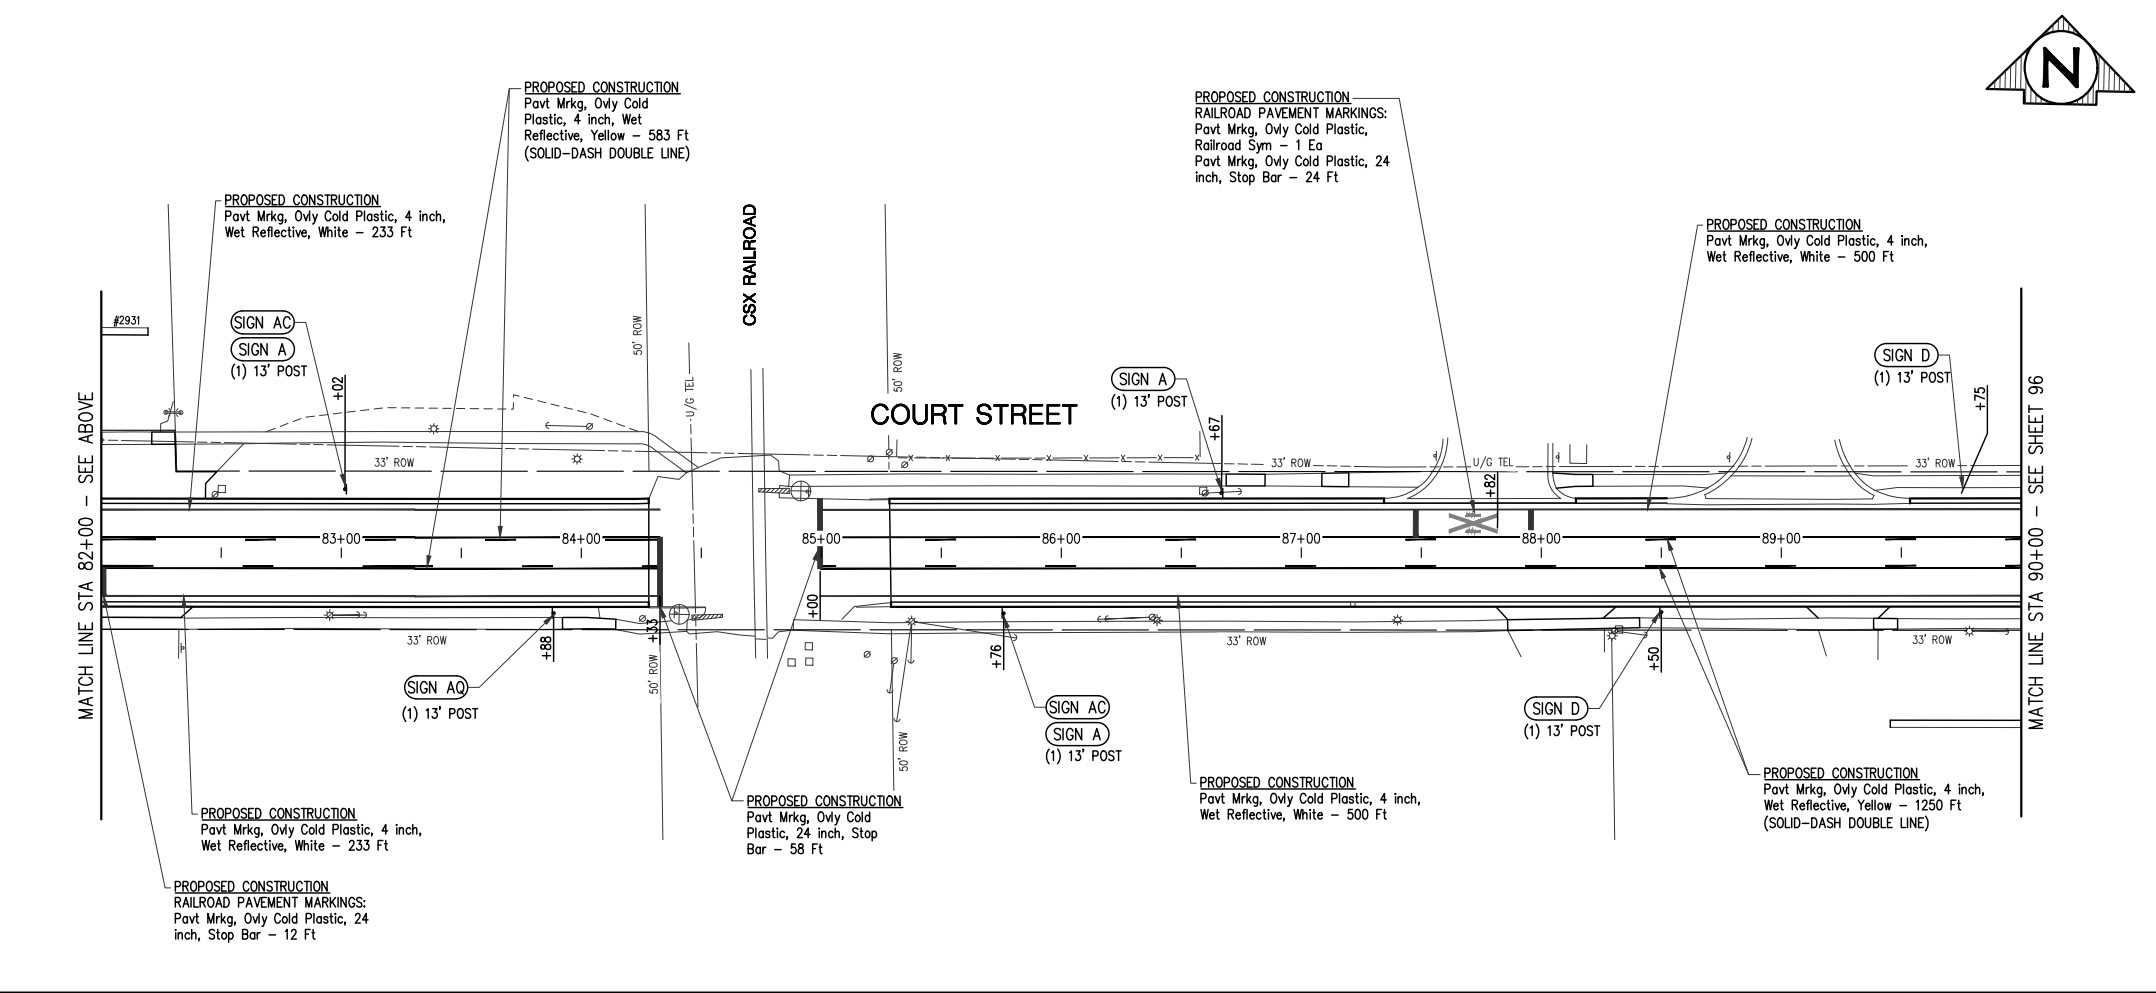 N
PROPOSED CONSTRUCTION
Pavt Mrkg, Ovly Cold
Plastic, 4 inch, Wet
Reflective, Yellow – 583 Ft
(SOLID–DASH DOUBLE LINE)
PROPOSED CONSTRUCTION
RAILROAD PAVEMENT MARKINGS:
Pavt Mrkg, Ovly Cold Plastic,
Railroad Sym – 1 Ea
Pavt Mrkg, Ovly Cold Plastic, 24
inch, Stop Bar – 24 Ft
PROPOSED CONSTRUCTION
Pavt Mrkg, Ovly Cold Plastic, 4 inch,
Wet Reflective, White – 233 Ft
PROPOSED CONSTRUCTION
Pavt Mrkg, Ovly Cold Plastic, 4 inch,
Wet Reflective, White – 500 Ft
CSX RAILROAD
#2931
SIGN AC
SIGN A
(1) 13' POST
+02
50' ROW
U/G TEL
50' ROW
COURT STREET
SIGN A
(1) 13' POST
+67
SIGN D
(1) 13' POST
+75
MATCH LINE STA 82+00 – SEE ABOVE
MATCH LINE STA 90+00 – SEE SHEET 96
33' ROW
33' ROW
U/G TEL
33' ROW
+82
83+00
84+00
85+00
86+00
87+00
88+00
89+00
+00
+33
33' ROW
+88
50' ROW
33' ROW
+76
+50
33' ROW
SIGN AQ
(1) 13' POST
SIGN AC
SIGN A
(1) 13' POST
50' ROW
SIGN D
(1) 13' POST
PROPOSED CONSTRUCTION
Pavt Mrkg, Ovly Cold Plastic, 4 inch,
Wet Reflective, White – 233 Ft
PROPOSED CONSTRUCTION
Pavt Mrkg, Ovly Cold
Plastic, 24 inch, Stop
Bar – 58 Ft
PROPOSED CONSTRUCTION
Pavt Mrkg, Ovly Cold Plastic, 4 inch,
Wet Reflective, White – 500 Ft
PROPOSED CONSTRUCTION
Pavt Mrkg, Ovly Cold Plastic, 4 inch,
Wet Reflective, Yellow – 1250 Ft
(SOLID–DASH DOUBLE LINE)
PROPOSED CONSTRUCTION
RAILROAD PAVEMENT MARKINGS:
Pavt Mrkg, Ovly Cold Plastic, 24
inch, Stop Bar – 12 Ft